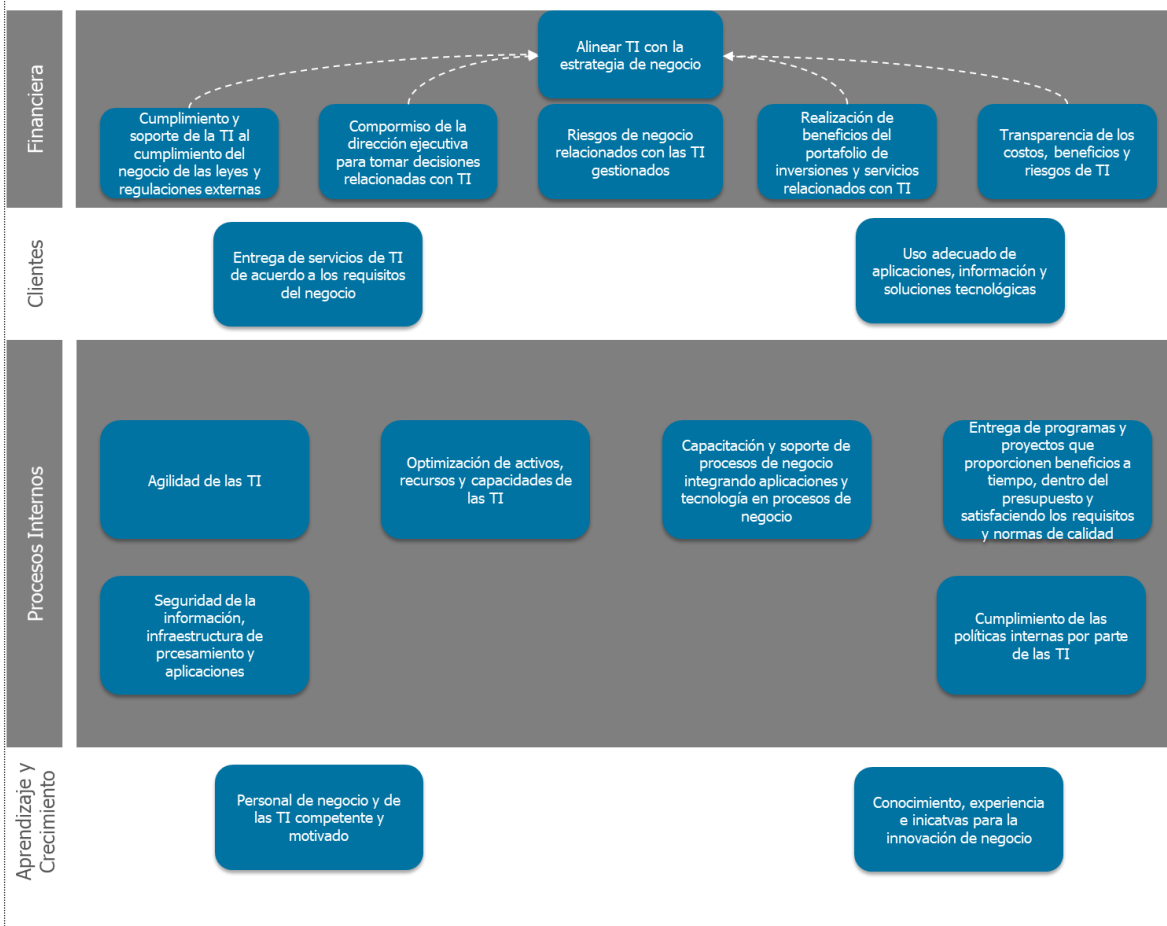 Financiera
Alinear TI con la
estrategia de negocio
Cumplimiento y
soporte de la TI al
cumplimiento del
negocio de las leyes y
regulaciones externas
Compormiso de la
dirección ejecutiva
para tomar decisiones
relacionadas con TI
Riesgos de negocio
relacionados con las TI
gestionados
Realización de
beneficios del
portafolio de
inversiones y servicios
relacionados con TI
Transparencia de los
costos, beneficios y
riesgos de TI
Clientes
Entrega de servicios de TI
de acuerdo a los requisitos
del negocio
Uso adecuado de
aplicaciones, información y
soluciones tecnológicas
Procesos Internos
Agilidad de las TI
Optimización de activos,
recursos y capacidades de
las TI
Capacitación y soporte de
procesos de negocio
integrando aplicaciones y
tecnología en procesos de
negocio
Entrega de programas y
proyectos que
proporcionen beneficios a
tiempo, dentro del
presupuesto y
satisfaciendo los requisitos
y normas de calidad
Seguridad de la
información,
infraestructura de
prcesamiento y
aplicaciones
Cumplimiento de las
políticas internas por parte
de las TI
Aprendizaje y
Crecimiento
Personal de negocio y de
las TI competente y
motivado
Conocimiento, experiencia
e inicatvas para la
innovación de negocio